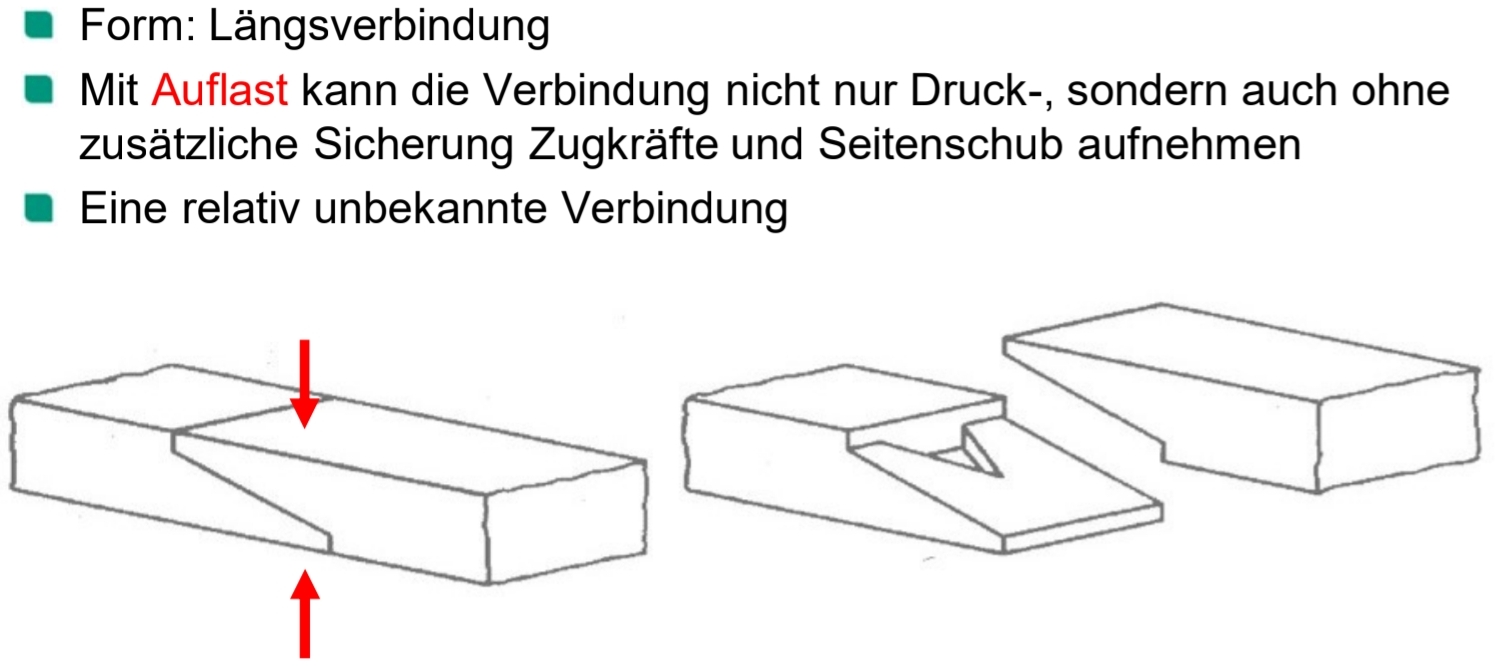 Form: Längsverbindung
Mit Auflast kann die Verbindung nicht nur Druck-, sondern auch ohne
zusätzliche Sicherung Zugkräfte und Seitenschub aufnehmen
Eine relativ unbekannte Verbindung